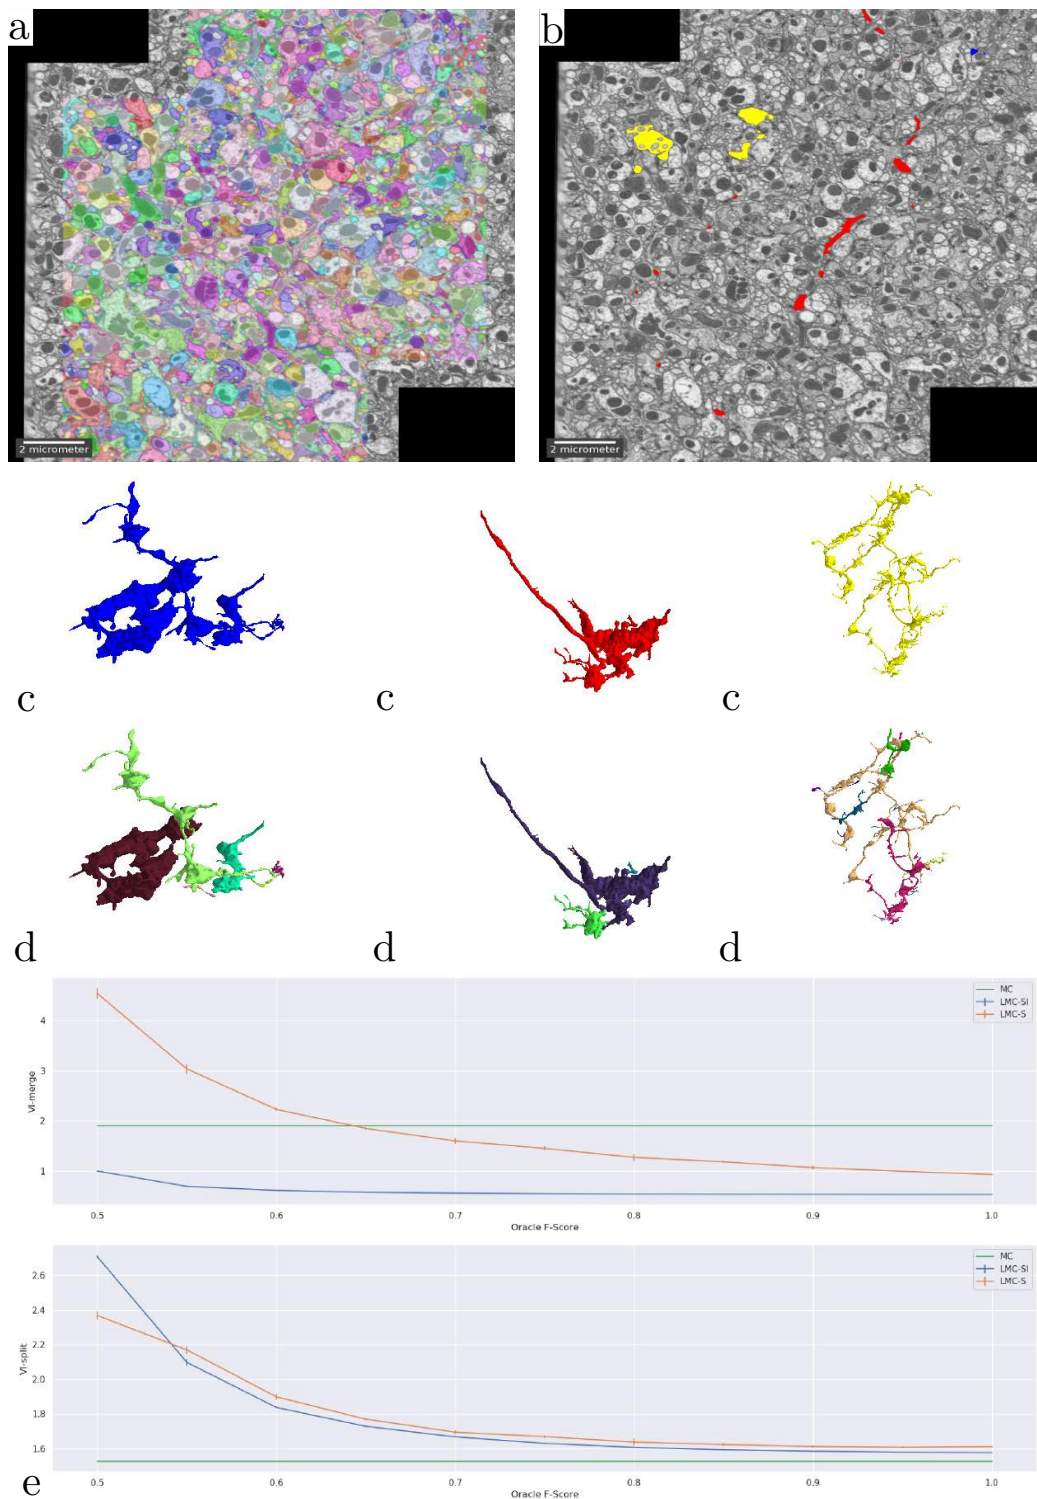 a
b
2 micrometer
2 micrometer
c
c
c
d
d
d
MC
LMC-SI
LMC-S
4
3
2
1
VI-merge
0.5 0.6 0.7 0.8 0.9 1.0
Oracle F-Score
MC
LMC-SI
LMC-S
2.6
2.4
2.2
2.0
1.8
1.6
VI-split
0.5 0.6 0.7 0.8 0.9 1.0
Oracle F-Score
e